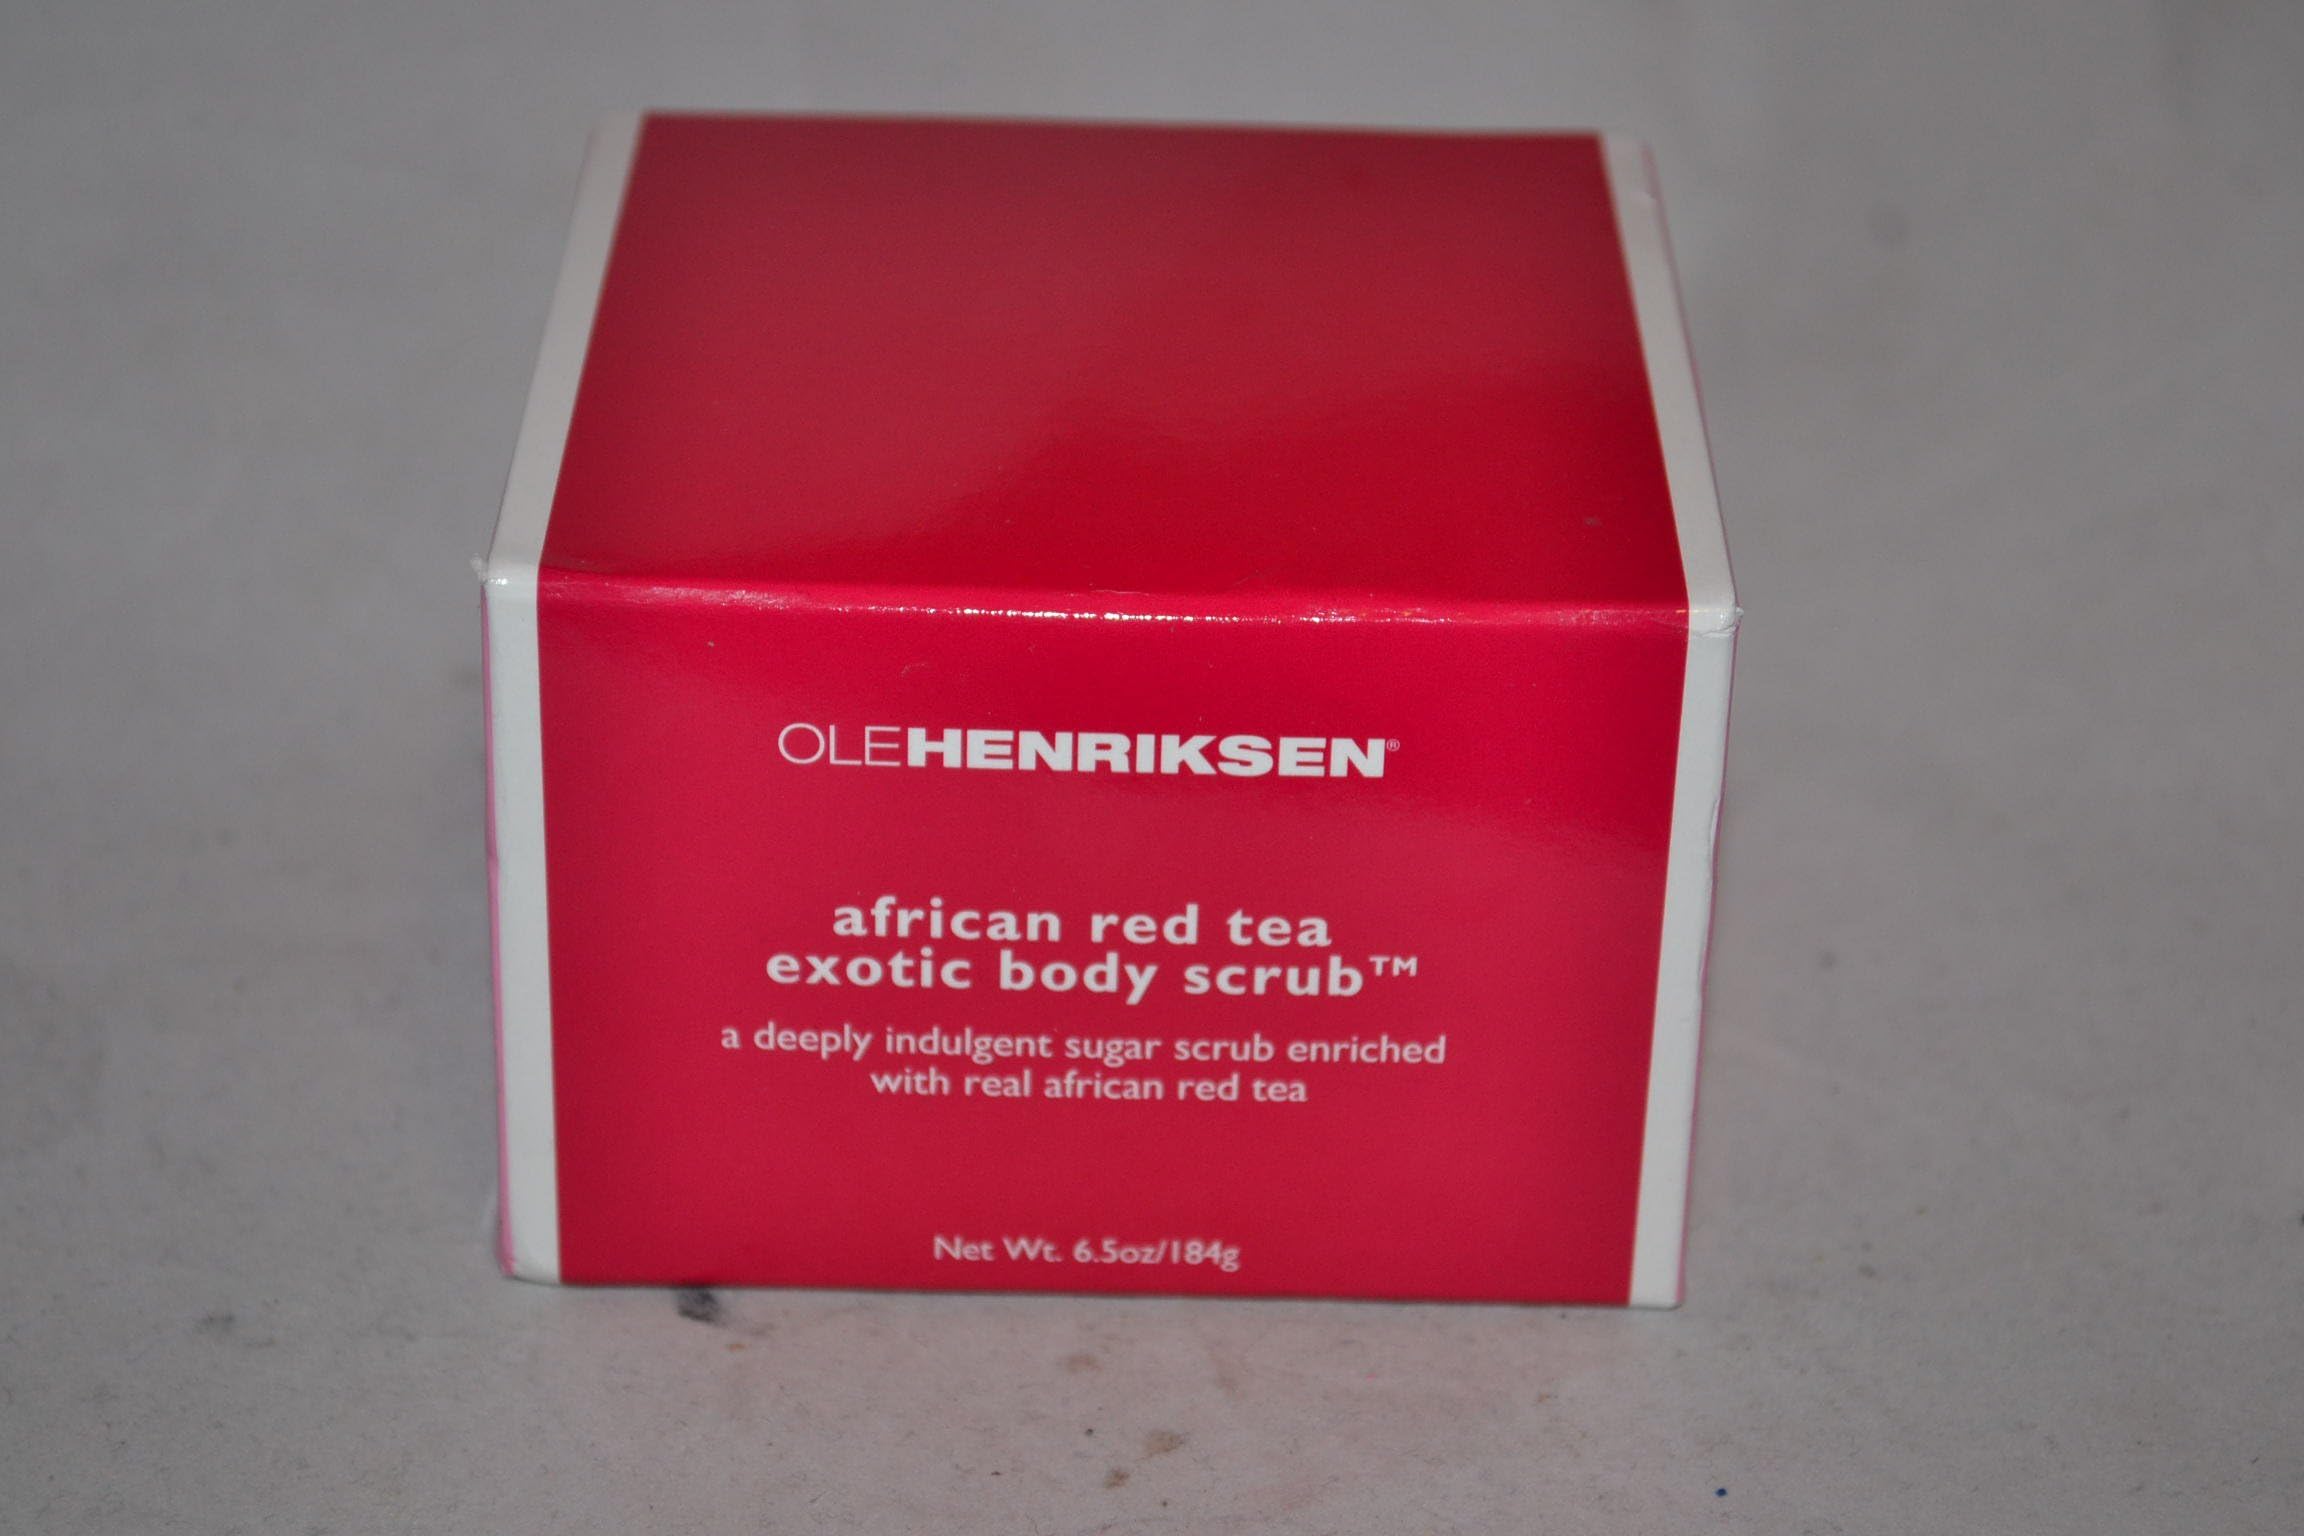 OLEHENRIKSEN®
african red tea
exotic body scrub™
a deeply indulgent sugar scrub enriched
with real african red tea
Net Wt. 6.5oz/184g